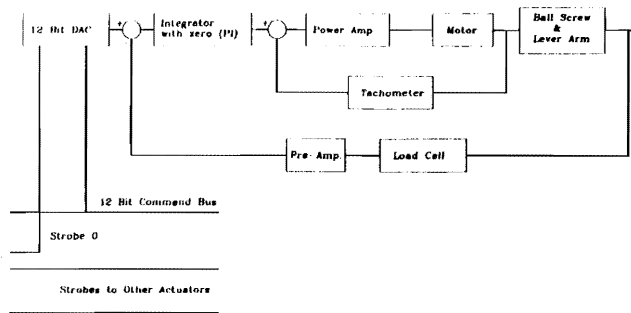 12 Bit DAC
+
Integrator
with zero (PI)
+
Power Amp
Motor
Ball Screw
&
Lever Arm
Tachometer
Pre-Amp.
Load Cell
12 Bit Command Bus
Strobe 0
Strobes to Other Actuators